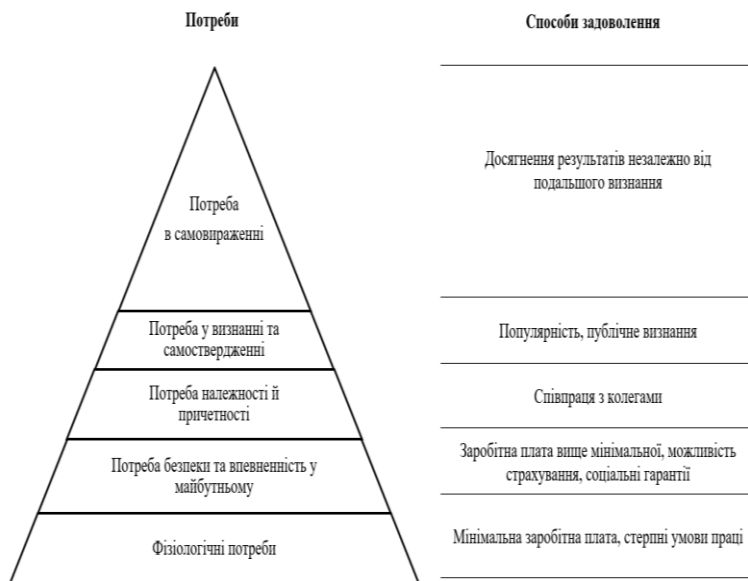 Потреби
Способи задоволення
Досягнення результатів незалежно від
подальшого визнання
Потреба
в самовираженні
Потреба у визнанні та
самоствердженні
Популярність, публічне визнання
Потреба належності й
причетності
Співпраця з колегами
Потреба безпеки та впевненність у
майбутньому
Заробітна плата вище мінімальної, можливість
страхування, соціальні гарантії
Фізіологічні потреби
Мінімальна заробітна плата, стерпні умови праці